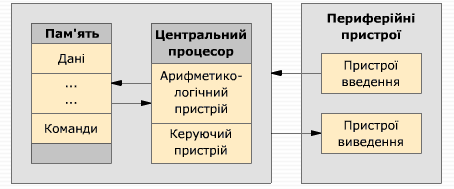 Пам'ять
Дані
...
...
Команди
Центральний
процесор
Арифметико-
логічний
пристрій
Керуючий
пристрій
Периферійні
пристрої
Пристрої
введення
Пристрої
виведення